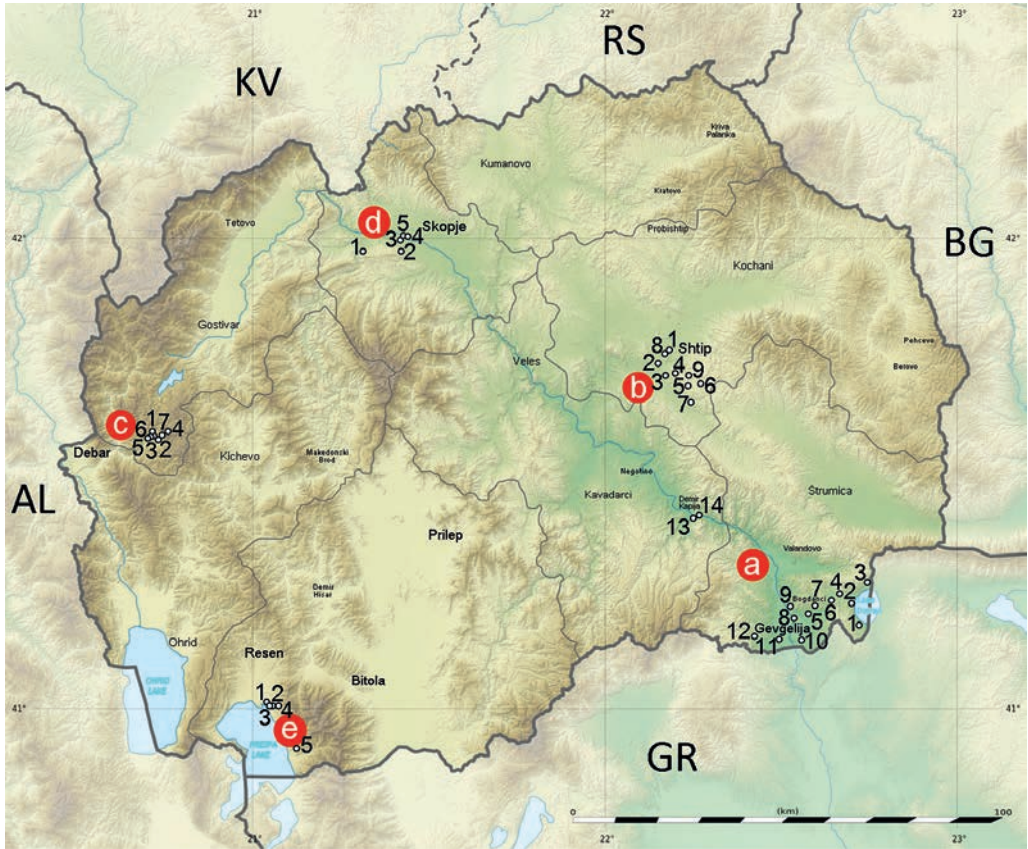 21
22
23
RS
KV
Kriva
Palanka
Kumanovo
Kratovo
Tetovo
d
5
Skopje
3
4
1
2
42
42
Probishtip
BG
Kochani
Gostivar
Pehcevo
Berovo
Veles
8
1
Shtip
2
4
9
3
5
6
b
7
c
6
1
7
4
5
3
2
Debar
Kichevo
Makedonski
Brod
AL
Negotino
Kavadarci
Strumica
Demir
Kapija
14
13
Prilep
a
Valandovo
Demir
Hisar
3
4
2
7
9
Bogdanci
6
1
8
5
12
Gevgelija
11
10
Ohrid
Resen
Bitola
1
2
3
4
OHRID
LAKE
e
5
PRESPA
LAKE
41
41
GR
0
(km)
100
21
22
23